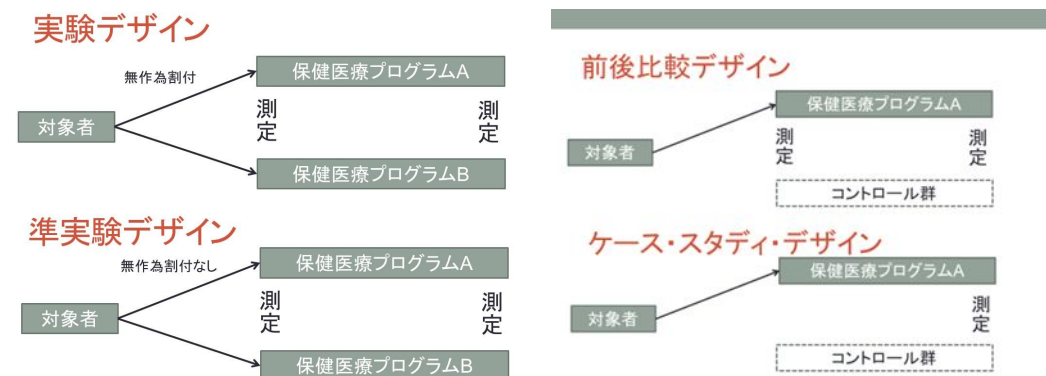 実験デザイン
無作為割付
保健医療プログラムA
対象者
測定
測定
保健医療プログラムB
準実験デザイン
無作為割付なし
保健医療プログラムA
対象者
測定
測定
保健医療プログラムB
前後比較デザイン
保健医療プログラムA
対象者
測定
測定
コントロール群
ケース・スタディ・デザイン
保健医療プログラムA
対象者
測定
コントロール群